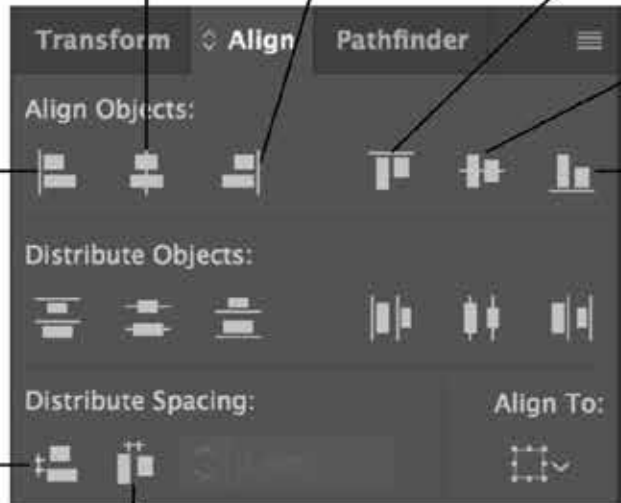 Transform Align Pathfinder
Align Objects:
Distribute Objects:
Distribute Spacing: Align To: